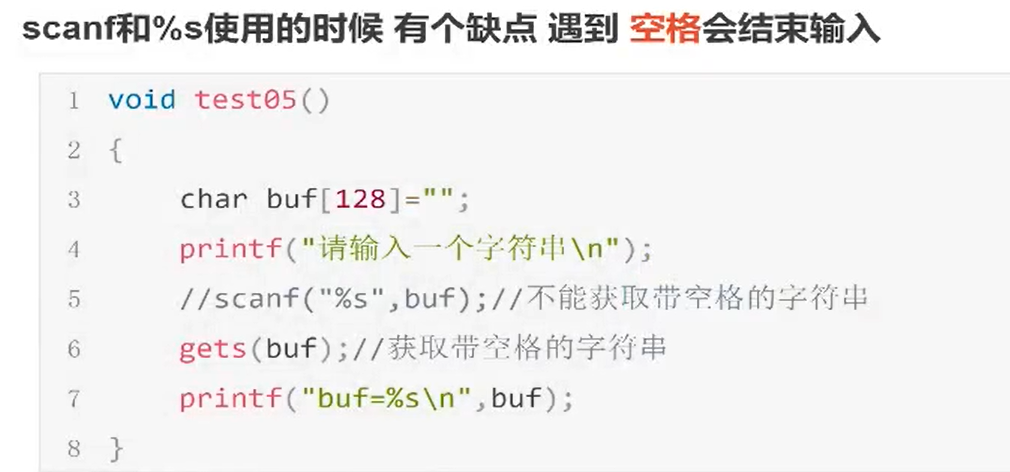 scanf和%s使用的时候 有个缺点 遇到 空格会结束输入
1 void test05()
2 {
3 char buf[128]="";
4 printf("请输入一个字符串\n");
5 //scanf("%s",buf);//不能获取带空格的字符串
6 gets(buf);//获取带空格的字符串
7 printf("buf=%s\n",buf);
8 }